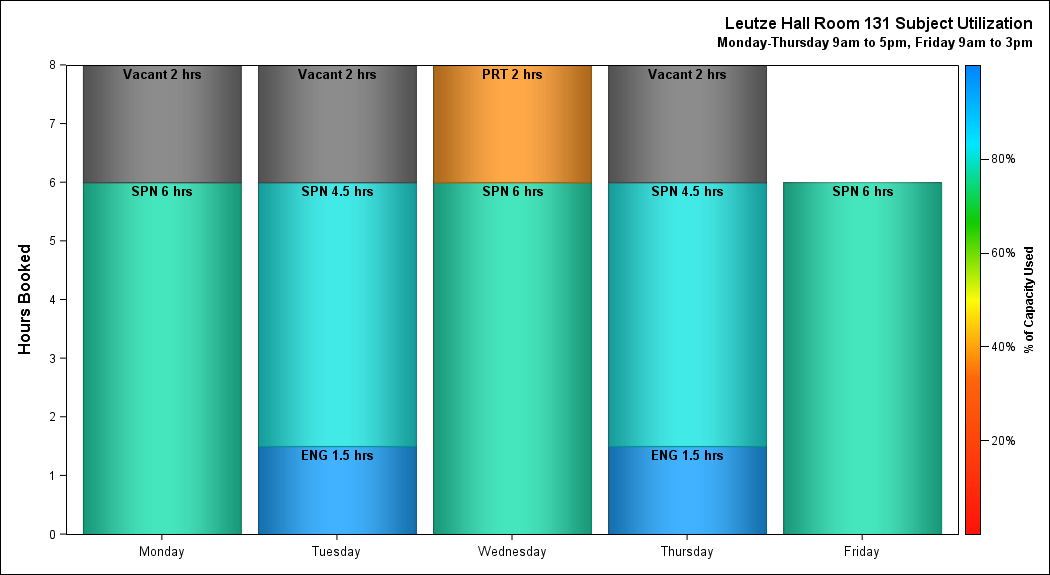 Leutze Hall Room 131 Subject Utilization
Monday-Thursday 9am to 5pm, Friday 9am to 3pm
Hours Booked
8
7
6
5
4
3
2
1
0
Vacant 2 hrs
SPN 6 hrs
Vacant 2 hrs
SPN 4.5 hrs
ENG 1.5 hrs
PRT 2 hrs
SPN 6 hrs
Vacant 2 hrs
SPN 4.5 hrs
ENG 1.5 hrs
SPN 6 hrs
Monday
Tuesday
Wednesday
Thursday
Friday
80%
60%
40%
20%
% of Capacity Used